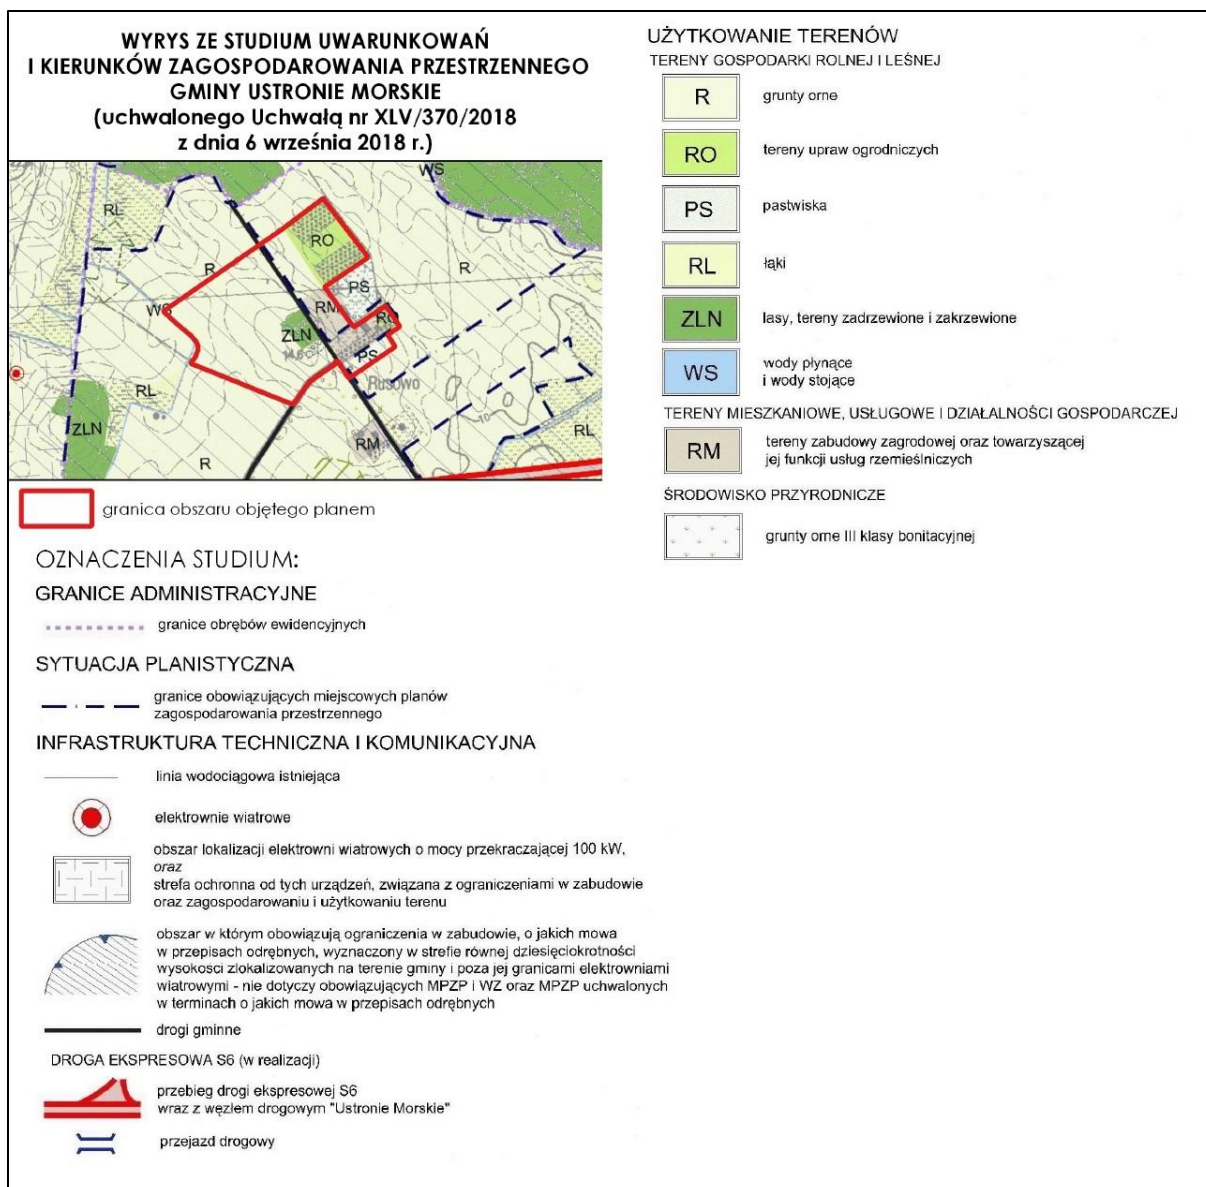 WYRYS ZE STUDIUM UWARUNKOWAŃ
I KIERUNKÓW ZAGOSPODAROWANIA PRZESTRZENNEGO
GMINY USTRONIE MORSKIE
(uchwalonego Uchwałą nr XLV/370/2018
z dnia 6 września 2018 r.)
WS
RL
RO
R
R
PS
WS
RM
RO
ZLN
PS
Rusowo
RL
ZLN
RM
RL
R
granica obszaru objętego planem
OZNACZENIA STUDIUM:
GRANICE ADMINISTRACYJNE
granice obrębów ewidencyjnych
SYTUACJA PLANISTYCZNA
granice obowiązujących miejscowych planów
zagospodarowania przestrzennego
INFRASTRUKTURA TECHNICZNA I KOMUNIKACYJNA
linia wodociągowa istniejąca
elektrownie wiatrowe
obszar lokalizacji elektrowni wiatrowych o mocy przekraczającej 100 kW,
oraz
strefa ochronna od tych urządzeń, związana z ograniczeniami w zabudowie
oraz zagospodarowaniu i użytkowaniu terenu
obszar w którym obowiązują ograniczenia w zabudowie, o jakich mowa
w przepisach odrębnych, wyznaczony w strefie równej dziesięciokrotności
wysokosci zlokalizowanych na terenie gminy i poza jej granicami elektrowniami
wiatrowymi - nie dotyczy obowiązujących MPZP i WZ oraz MPZP uchwalonych
w terminach o jakich mowa w przepisach odrębnych
drogi gminne
DROGA EKSPRESOWA S6 (w realizacji)
przebieg drogi ekspresowej S6
wraz z węzłem drogowym "Ustronie Morskie"
przejazd drogowy
UŻYTKOWANIE TERENÓW
TERENY GOSPODARKI ROLNEJ I LEŚNEJ
R grunty orne
RO tereny upraw ogrodniczych
PS pastwiska
RL łąki
ZLN lasy, tereny zadrzewione i zakrzewione
WS wody płynące
i wody stojące
TERENY MIESZKANIOWE, USŁUGOWE I DZIAŁALNOŚCI GOSPODARCZEJ
RM tereny zabudowy zagrodowej oraz towarzyszącej
jej funkcji usług rzemieślniczych
ŚRODOWISKO PRZYRODNICZE
grunty orne III klasy bonitacyjnej